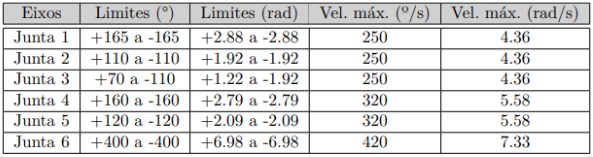 Eixos Limites (°) Limites (rad) Vel. máx. (º/s) Vel. máx. (rad/s)
Junta 1 +165 a -165 +2.88 a -2.88 250 4.36
Junta 2 +110 a -110 +1.92 a -1.92 250 4.36
Junta 3 +70 a -110 +1.22 a -1.92 250 4.36
Junta 4 +160 a -160 +2.79 a -2.79 320 5.58
Junta 5 +120 a -120 +2.09 a -2.09 320 5.58
Junta 6 +400 a -400 +6.98 a -6.98 420 7.33